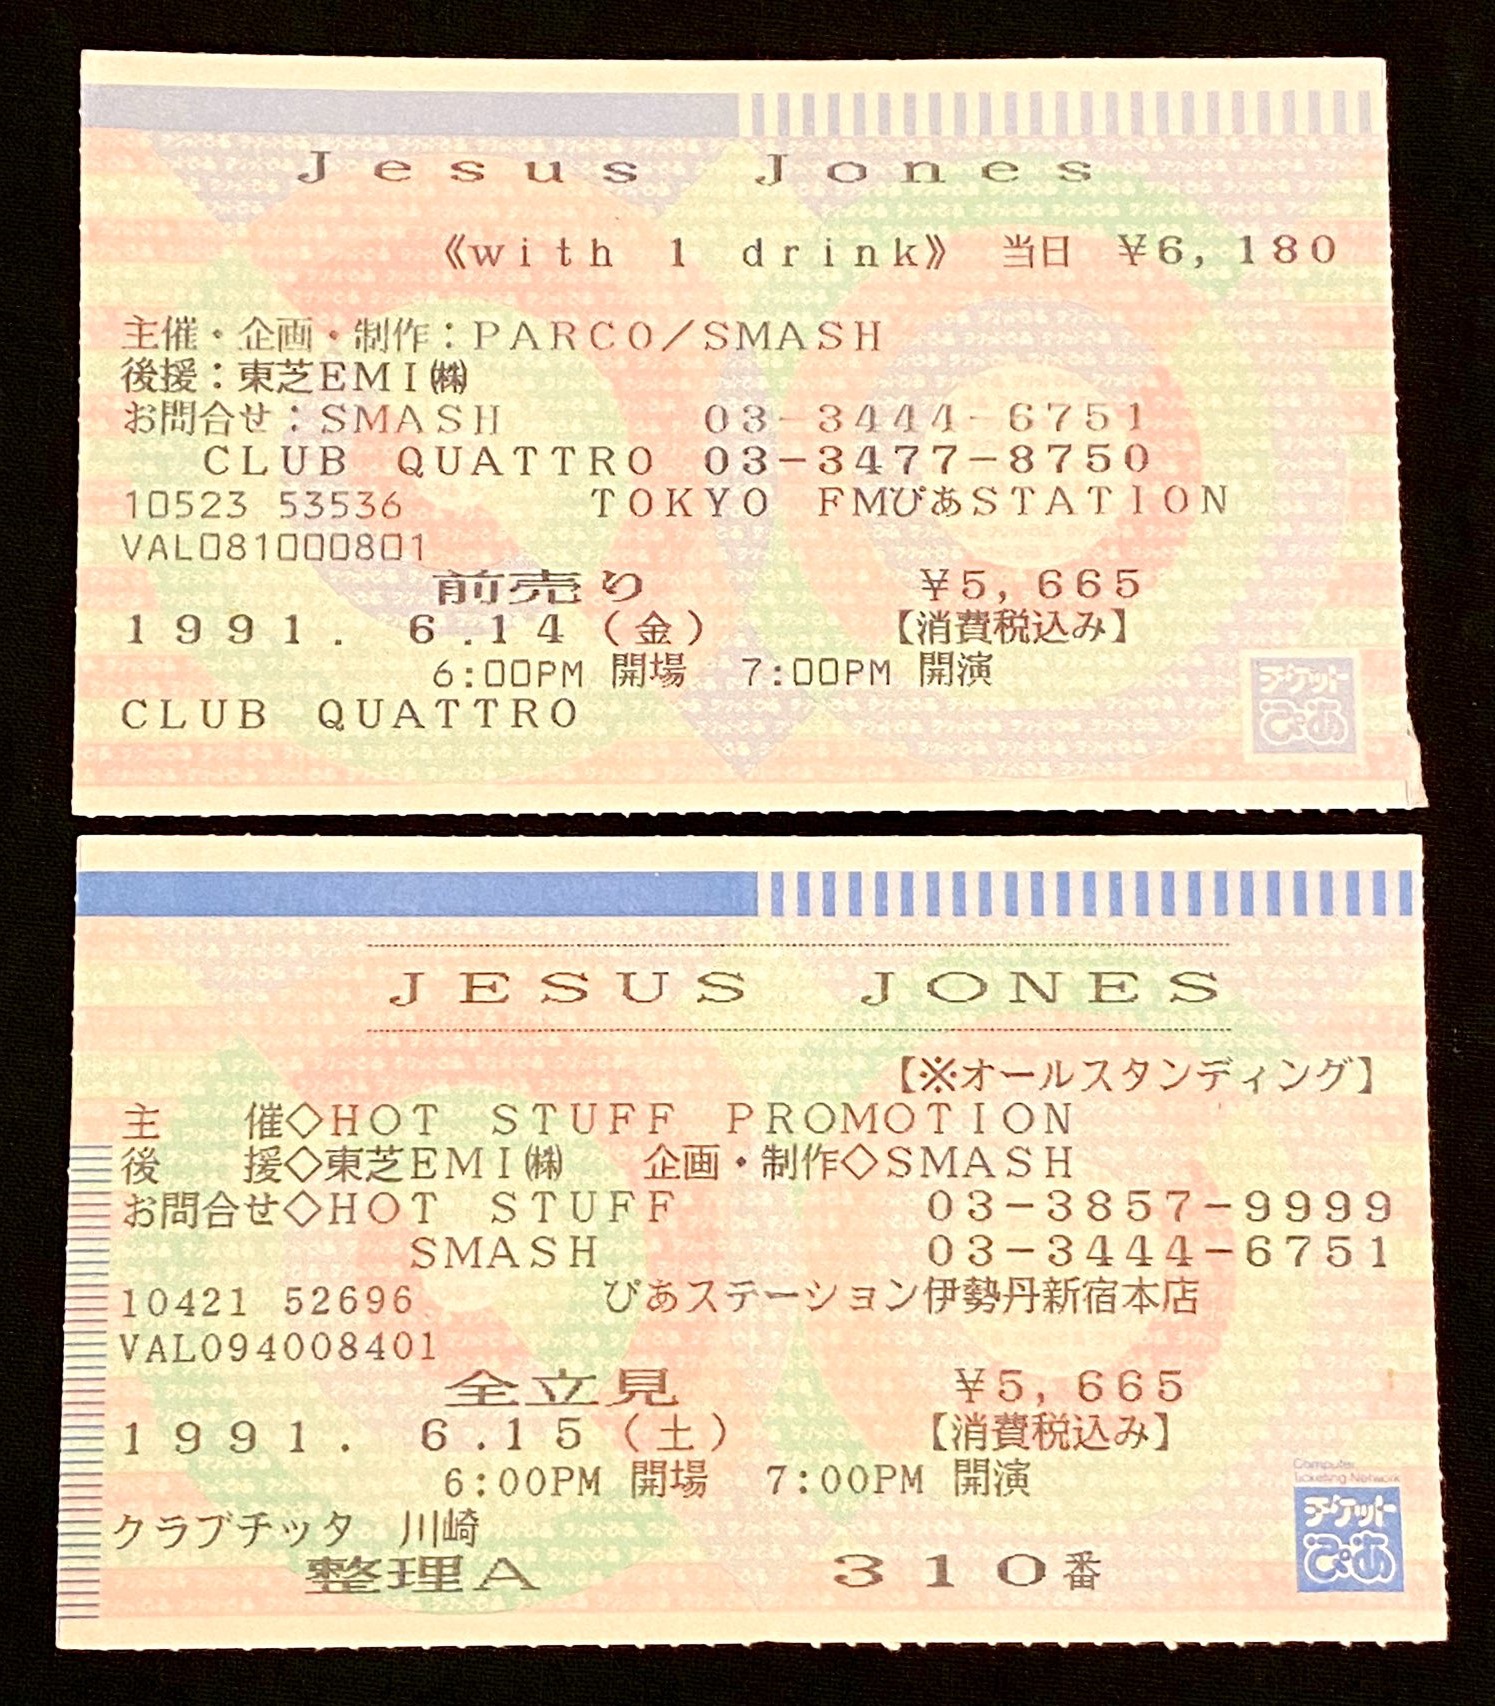 Jesus Jones
《with 1 drink》 当日 ¥6,180
主催・企画・制作：PARCO／SMASH
後援：東芝EMI㈱
お問合せ：SMASH 03-3444-6751
CLUB QUATTRO 03-3477-8750
10523 53536 TOKYO FMぴあSTATION
VAL081000801
前売り ¥5,665
1991. 6.14（金） 【消費税込み】
6:00PM 開場 7:00PM 開演
CLUB QUATTRO
チケット
ぴあ
JESUS JONES
【※オールスタンディング】
主 催◇HOT STUFF PROMOTION
後 援◇東芝EMI㈱ 企画・制作◇SMASH
お問合せ◇HOT STUFF 03-3857-9999
SMASH 03-3444-6751
10421 52696 ぴあステーション伊勢丹新宿本店
VAL094008401
全立見 ¥5,665
1991. 6.15（土） 【消費税込み】
6:00PM 開場 7:00PM 開演
クラブチッタ 川崎
整理A 310番
Computer
Ticketing Network
チケット
ぴあ